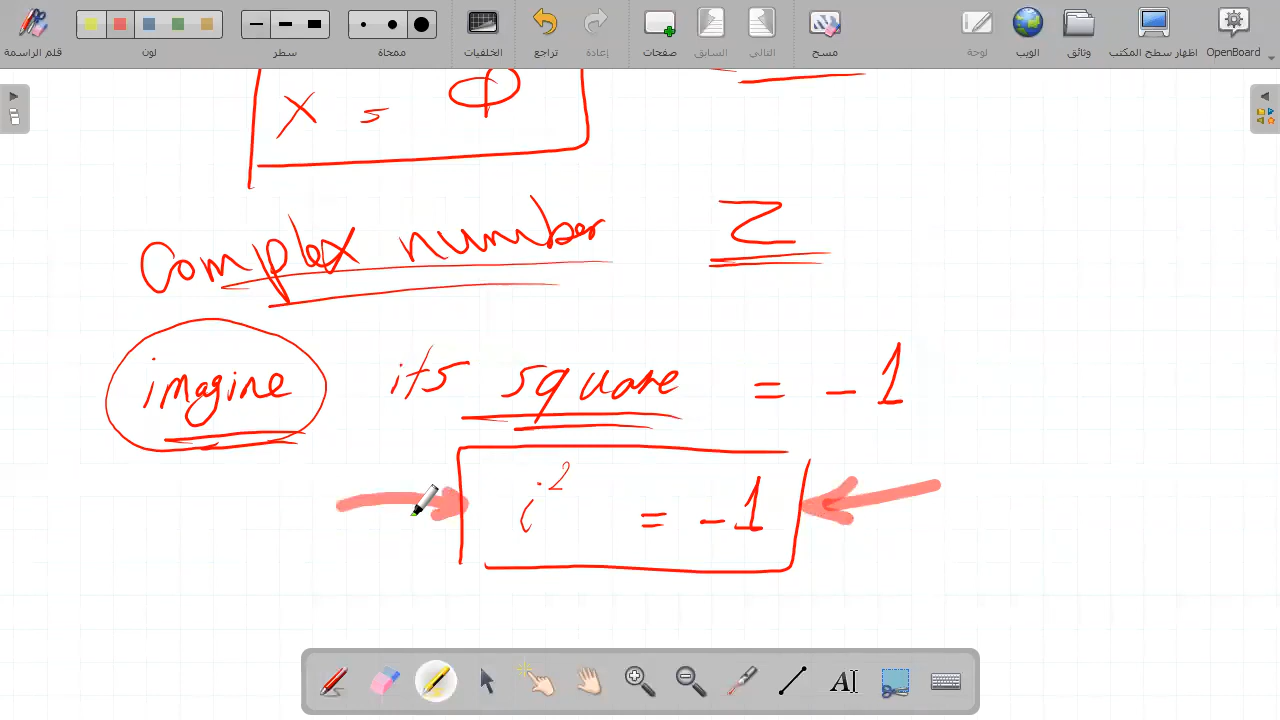 قلم الراسمة
لون
سطر
ممحاة
الخلفيات
تراجع
إعادة
صفحات
السابق
التالي
مسح
لوحة
الويب
وثائق
اظهار سطح المكتب
OpenBoard
x = ϕ
Complex number Z
imagine its square = -1
i² = -1